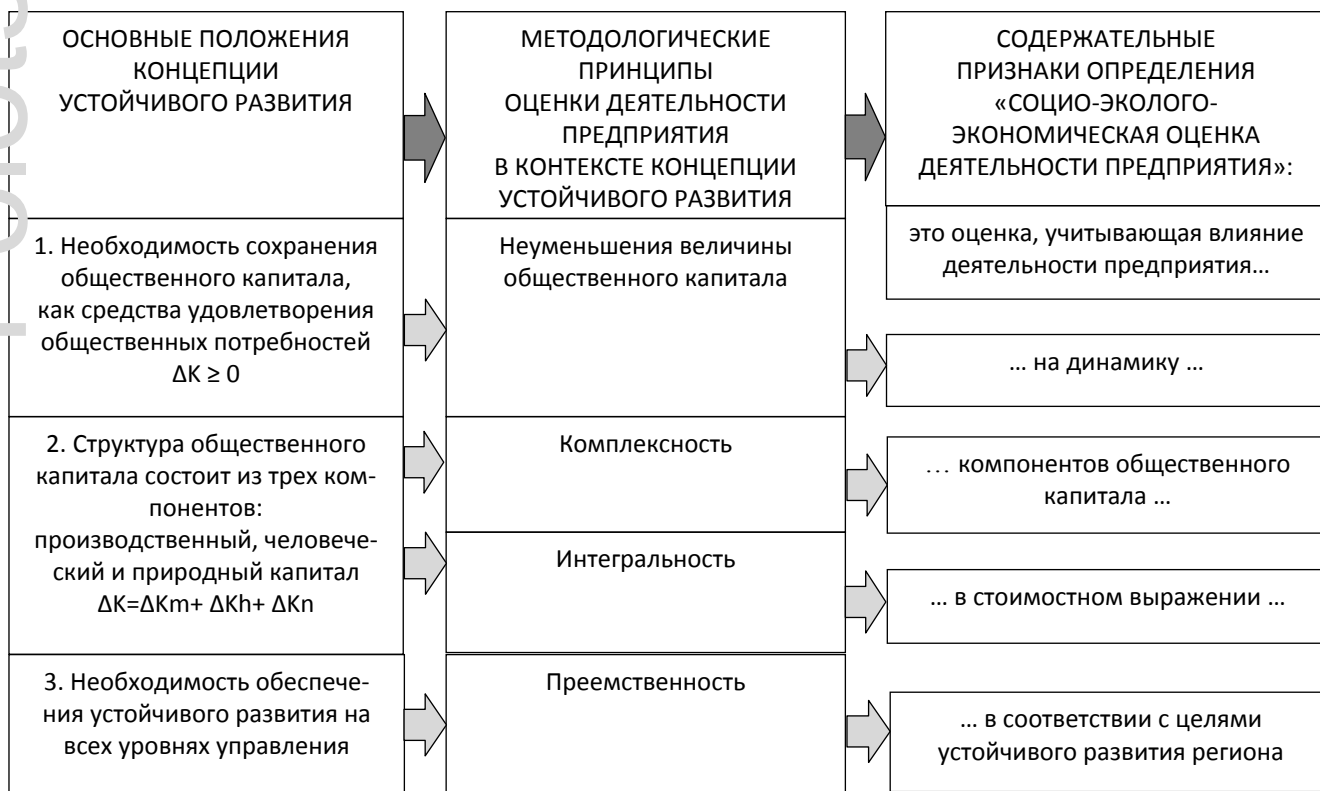 ОСНОВНЫЕ ПОЛОЖЕНИЯ
КОНЦЕПЦИИ
УСТОЙЧИВОГО РАЗВИТИЯ
МЕТОДОЛОГИЧЕСКИЕ
ПРИНЦИПЫ
ОЦЕНКИ ДЕЯТЕЛЬНОСТИ
ПРЕДПРИЯТИЯ
В КОНТЕКСТЕ КОНЦЕПЦИИ
УСТОЙЧИВОГО РАЗВИТИЯ
СОДЕРЖАТЕЛЬНЫЕ
ПРИЗНАКИ ОПРЕДЕЛЕНИЯ
«СОЦИО-ЭКОЛОГО-
ЭКОНОМИЧЕСКАЯ ОЦЕНКА
ДЕЯТЕЛЬНОСТИ ПРЕДПРИЯТИЯ»:
1. Необходимость сохранения
общественного капитала,
как средства удовлетворения
общественных потребностей
ΔK ≥ 0
Неуменьшения величины
общественного капитала
это оценка, учитывающая влияние
деятельности предприятия…
… на динамику …
2. Структура общественного
капитала состоит из трех ком-
понентов:
производственный, человече-
ский и природный капитал
ΔK=ΔKm+ ΔKh+ ΔKn
Комплексность
… компонентов общественного
капитала …
Интегральность
… в стоимостном выражении …
3. Необходимость обеспече-
ния устойчивого развития на
всех уровнях управления
Преемственность
… в соответствии с целями
устойчивого развития региона